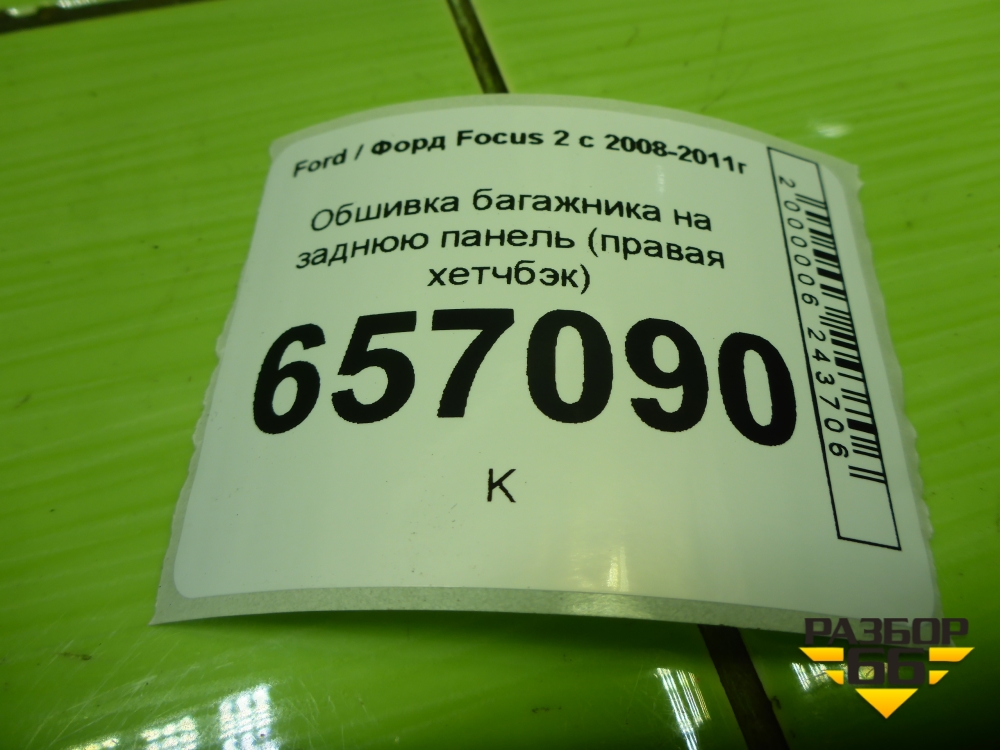 Ford / Форд Focus 2 с 2008-2011г
Обшивка багажника на
заднюю панель (правая
хетчбэк)
657090
К
2000006243706
РАЗБОР
66